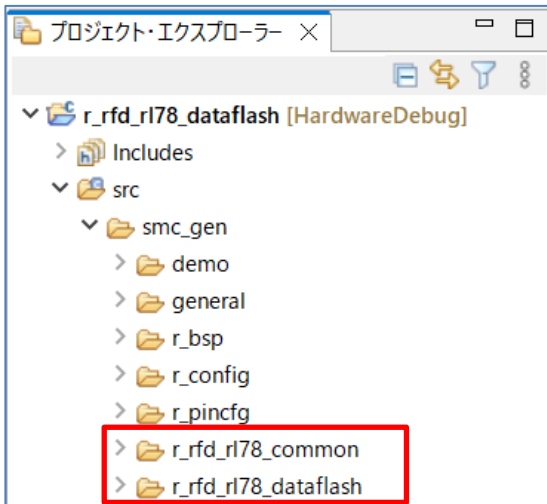 プロジェクト・エクスプローラー
r_rfd_rl78_dataflash [HardwareDebug]
Includes
src
smc_gen
demo
general
r_bsp
r_config
r_pincfg
r_rfd_rl78_common
r_rfd_rl78_dataflash